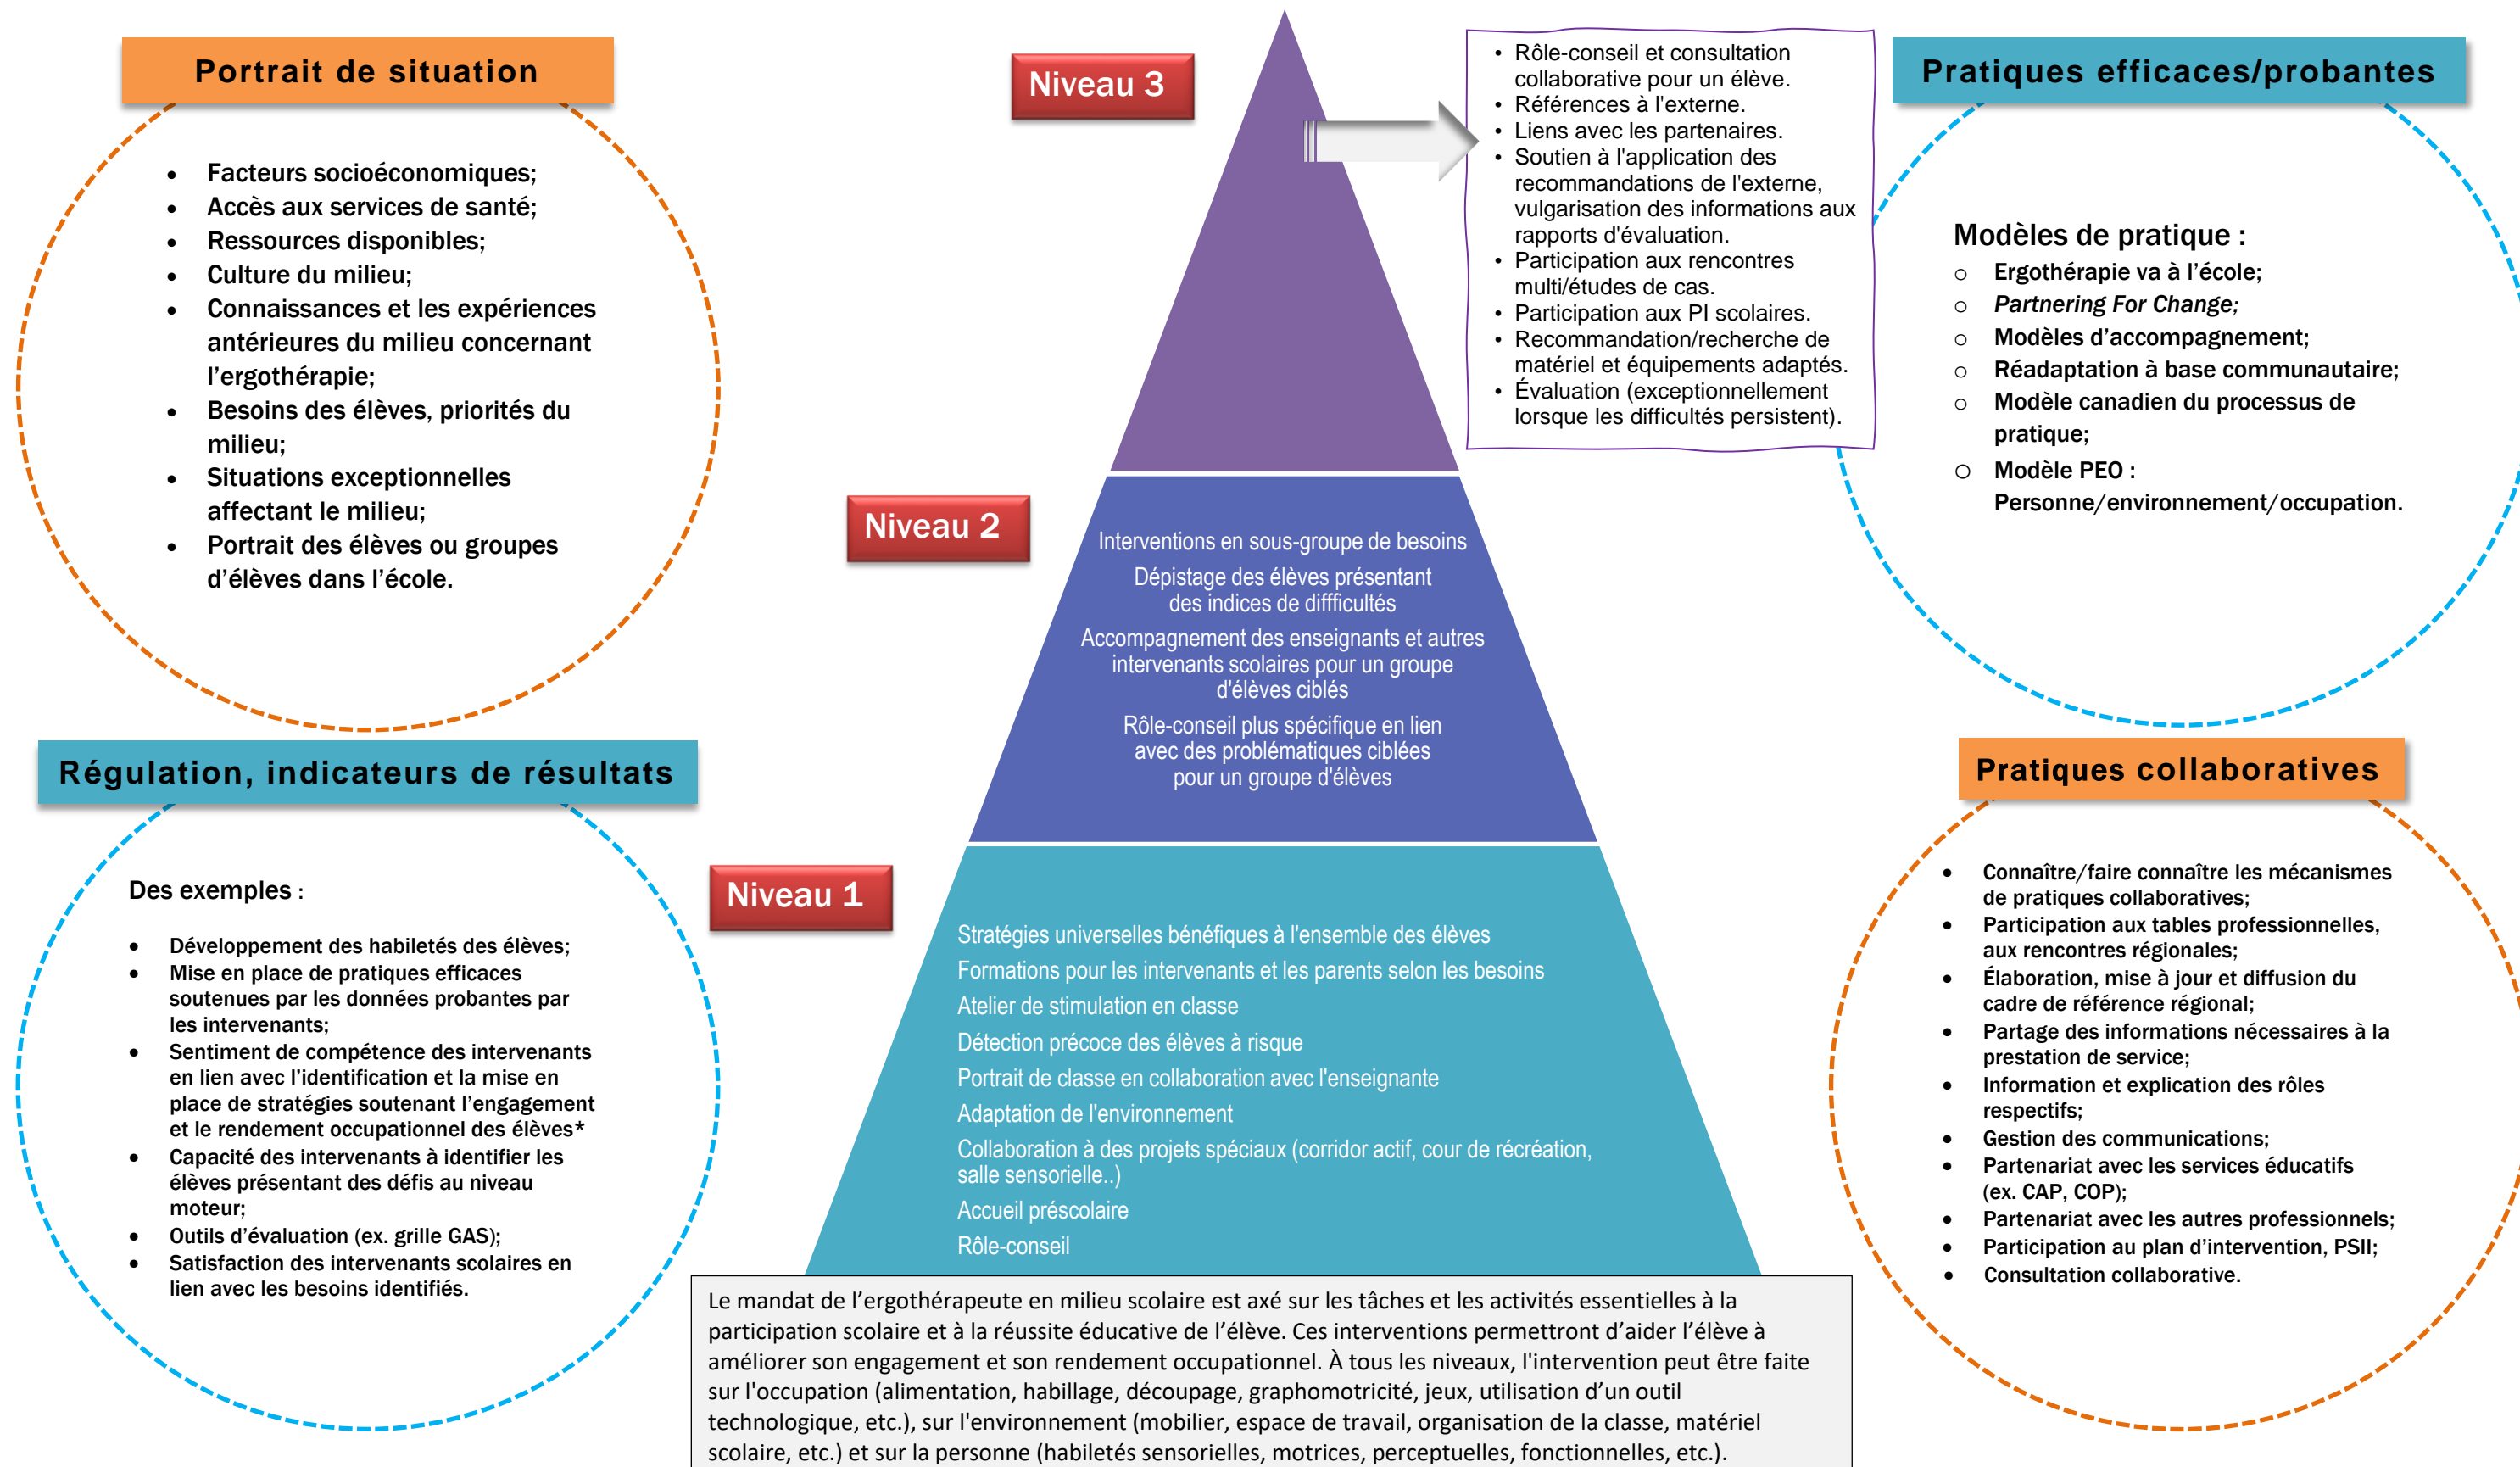 Portrait de situation
• Facteurs socioéconomiques;
• Accès aux services de santé;
• Ressources disponibles;
• Culture du milieu;
• Connaissances et les expériences
antérieures du milieu concernant
l’ergothérapie;
• Besoins des élèves, priorités du
milieu;
• Situations exceptionnelles
affectant le milieu;
• Portrait des élèves ou groupes
d’élèves dans l’école.
Régulation, indicateurs de résultats
Des exemples :
• Développement des habiletés des élèves;
• Mise en place de pratiques efficaces
soutenues par les données probantes par
les intervenants;
• Sentiment de compétence des intervenants
en lien avec l’identification et la mise en
place de stratégies soutenant l’engagement
et le rendement occupationnel des élèves*
• Capacité des intervenants à identifier les
élèves présentant des défis au niveau
moteur;
• Outils d’évaluation (ex. grille GAS);
• Satisfaction des intervenants scolaires en
lien avec les besoins identifiés.
Niveau 3
• Rôle-conseil et consultation
collaborative pour un élève.
• Références à l'externe.
• Liens avec les partenaires.
• Soutien à l'application des
recommandations de l'externe,
vulgarisation des informations aux
rapports d'évaluation.
• Participation aux rencontres
multi/études de cas.
• Participation aux PI scolaires.
• Recommandation/recherche de
matériel et équipements adaptés.
• Évaluation (exceptionnellement
lorsque les difficultés persistent).
Niveau 2
Interventions en sous-groupe de besoins
Dépistage des élèves présentant
des indices de diffficultés
Accompagnement des enseignants et autres
intervenants scolaires pour un groupe
d'élèves ciblés
Rôle-conseil plus spécifique en lien
avec des problématiques ciblées
pour un groupe d'élèves
Niveau 1
Stratégies universelles bénéfiques à l'ensemble des élèves
Formations pour les intervenants et les parents selon les besoins
Atelier de stimulation en classe
Détection précoce des élèves à risque
Portrait de classe en collaboration avec l'enseignante
Adaptation de l'environnement
Collaboration à des projets spéciaux (corridor actif, cour de récréation,
salle sensorielle..)
Accueil préscolaire
Rôle-conseil
Le mandat de l’ergothérapeute en milieu scolaire est axé sur les tâches et les activités essentielles à la
participation scolaire et à la réussite éducative de l’élève. Ces interventions permettront d’aider l’élève à
améliorer son engagement et son rendement occupationnel. À tous les niveaux, l'intervention peut être faite
sur l'occupation (alimentation, habillage, découpage, graphomotricité, jeux, utilisation d’un outil
technologique, etc.), sur l'environnement (mobilier, espace de travail, organisation de la classe, matériel
scolaire, etc.) et sur la personne (habiletés sensorielles, motrices, perceptuelles, fonctionnelles, etc.).
Pratiques efficaces/probantes
Modèles de pratique :
o Ergothérapie va à l’école;
o Partnering For Change;
o Modèles d’accompagnement;
o Réadaptation à base communautaire;
o Modèle canadien du processus de
pratique;
o Modèle PEO :
Personne/environnement/occupation.
Pratiques collaboratives
• Connaître/faire connaître les mécanismes
de pratiques collaboratives;
• Participation aux tables professionnelles,
aux rencontres régionales;
• Élaboration, mise à jour et diffusion du
cadre de référence régional;
• Partage des informations nécessaires à la
prestation de service;
• Information et explication des rôles
respectifs;
• Gestion des communications;
• Partenariat avec les services éducatifs
(ex. CAP, COP);
• Partenariat avec les autres professionnels;
• Participation au plan d’intervention, PSII;
• Consultation collaborative.